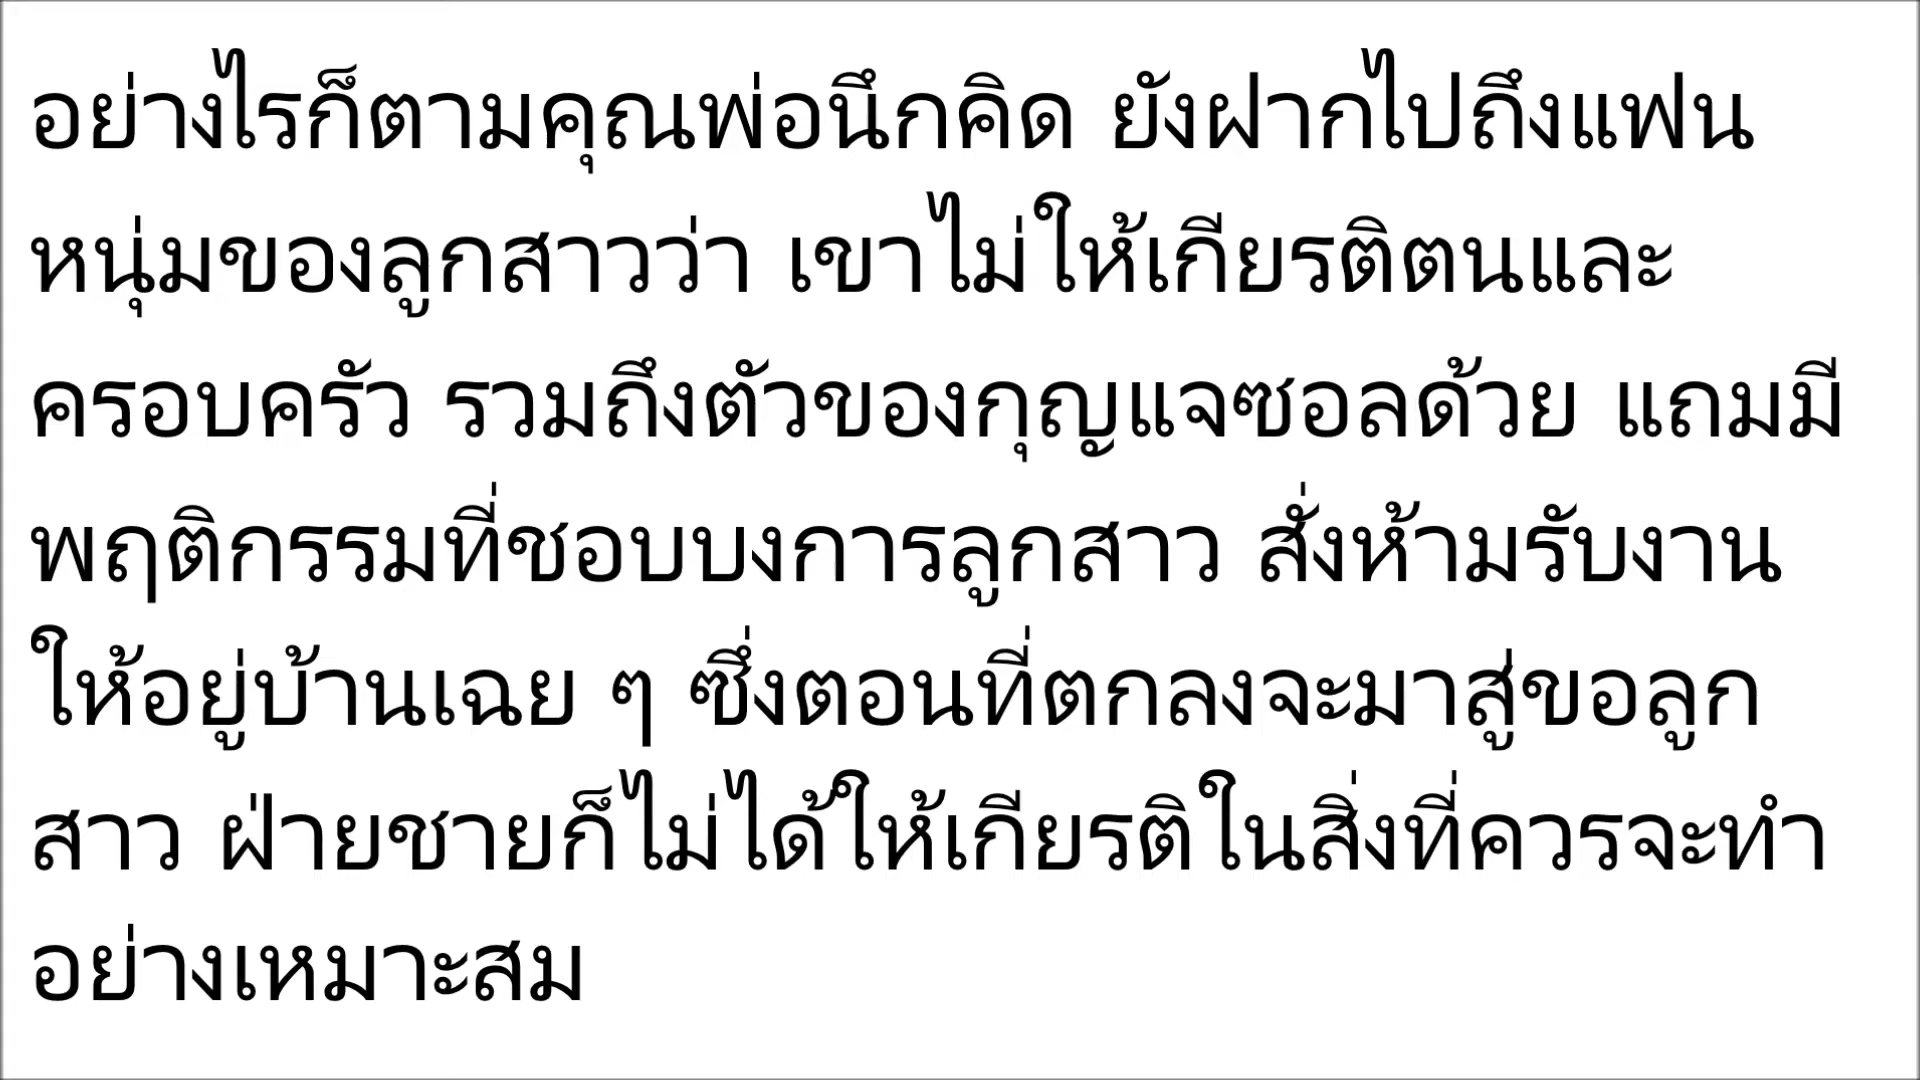 อย่างไรก็ตามคุณพ่อนึกคิด ยังฝากไปถึงแฟน
หนุ่มของลูกสาวว่า เขาไม่ให้เกียรติตนและ
ครอบครัว รวมถึงตัวของกุญแจซอลด้วย แถมมี
พฤติกรรมที่ชอบบงการลูกสาว สั่งห้ามรับงาน
ให้อยู่บ้านเฉย ๆ ซึ่งตอนที่ตกลงจะมาสู่ขอลูก
สาว ฝ่ายชายก็ไม่ได้ให้เกียรติในสิ่งที่ควรจะทำ
อย่างเหมาะสม